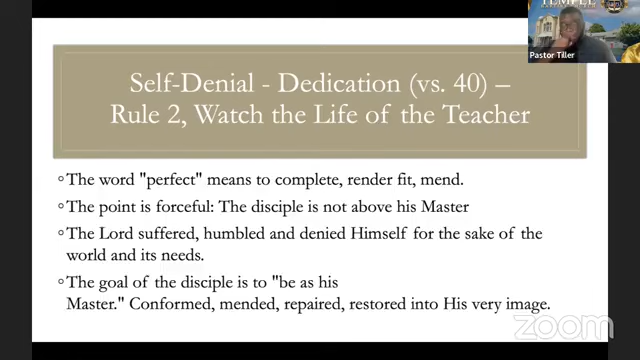 TEMPLE
Pastor Tiller
Self-Denial - Dedication (vs. 40) –
Rule 2, Watch the Life of the Teacher
◦The word "perfect" means to complete, render fit, mend.
◦The point is forceful: The disciple is not above his Master
◦The Lord suffered, humbled and denied Himself for the sake of the
world and its needs.
◦The goal of the disciple is to "be as his
Master." Conformed, mended, repaired, restored into His very image.
zoom